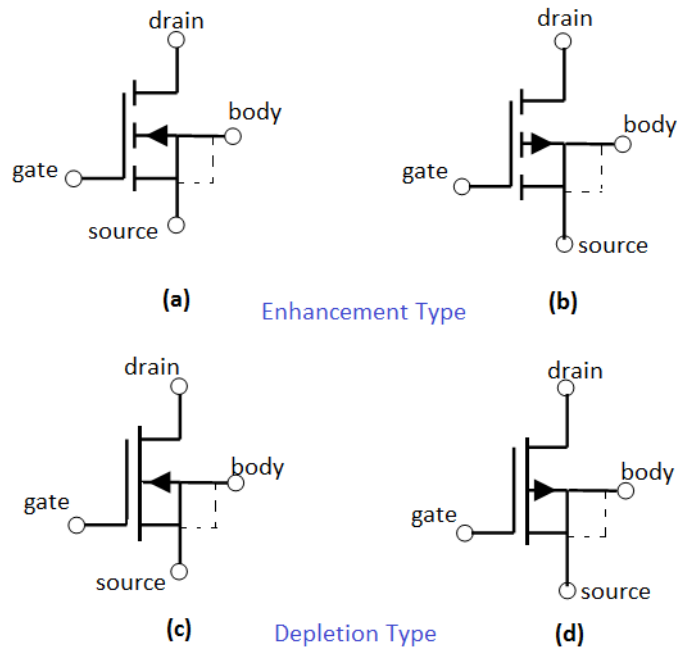 drain
body
gate
source
(a)
drain
body
gate
source
(b)
Enhancement Type
drain
body
gate
source
(c)
drain
body
gate
source
(d)
Depletion Type